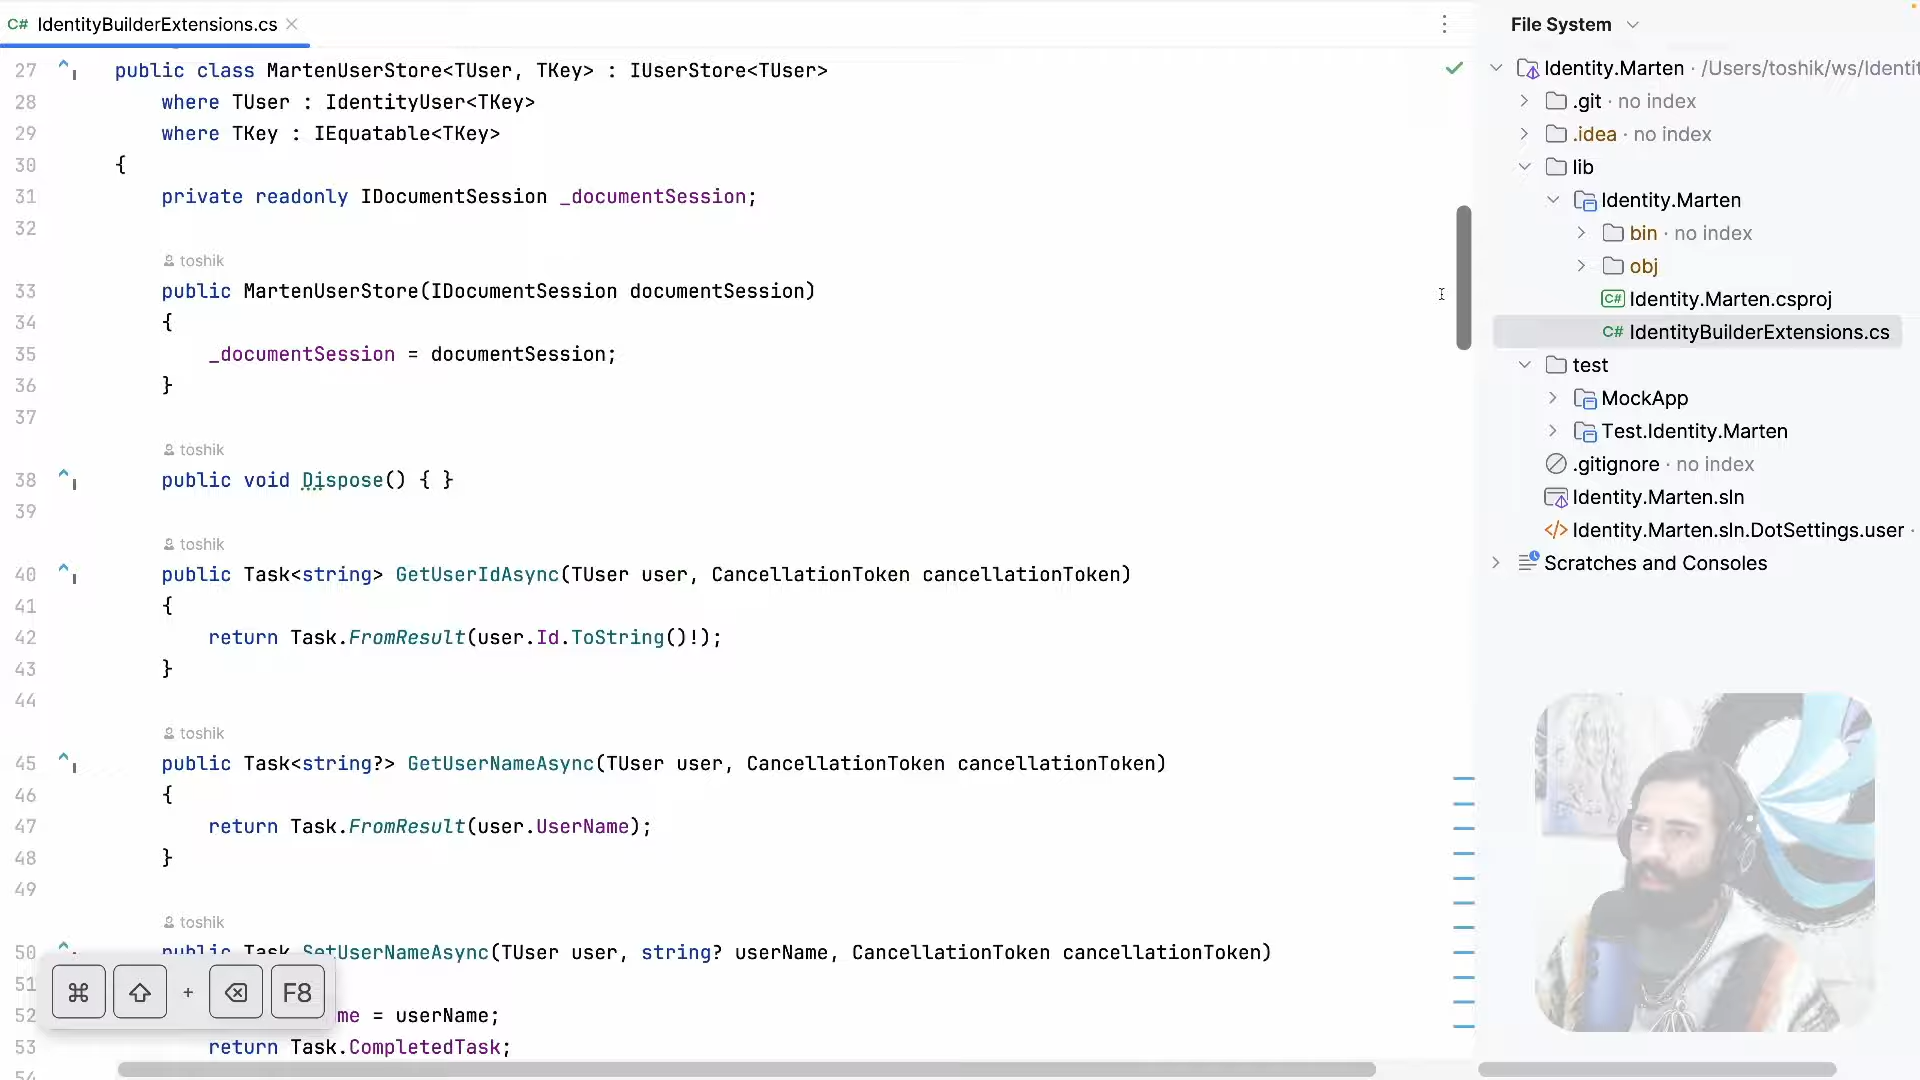 C# IdentityBuilderExtensions.cs
27 public class MartenUserStore<TUser, TKey> : IUserStore<TUser>
28 where TUser : IdentityUser<TKey>
29 where TKey : IEquatable<TKey>
30 {
31 private readonly IDocumentSession _documentSession;
32
toshik
33 public MartenUserStore(IDocumentSession documentSession)
34 {
35 _documentSession = documentSession;
36 }
37
toshik
38 public void Dispose() { }
39
toshik
40 public Task<string> GetUserIdAsync(TUser user, CancellationToken cancellationToken)
41 {
42 return Task.FromResult(user.Id.ToString()!);
43 }
44
toshik
45 public Task<string?> GetUserNameAsync(TUser user, CancellationToken cancellationToken)
46 {
47 return Task.FromResult(user.UserName);
48 }
49
toshik
50 public Task SetUserNameAsync(TUser user, string? userName, CancellationToken cancellationToken)
51
52 me = userName;
53 return Task.CompletedTask;
54
⌘ ⇧ + ⌫ F8
File System
Identity.Marten · /Users/toshik/ws/Identit
.git · no index
.idea · no index
lib
Identity.Marten
bin · no index
obj
C# Identity.Marten.csproj
C# IdentityBuilderExtensions.cs
test
MockApp
Test.Identity.Marten
.gitignore · no index
Identity.Marten.sln
</> Identity.Marten.sln.DotSettings.user ·
Scratches and Consoles